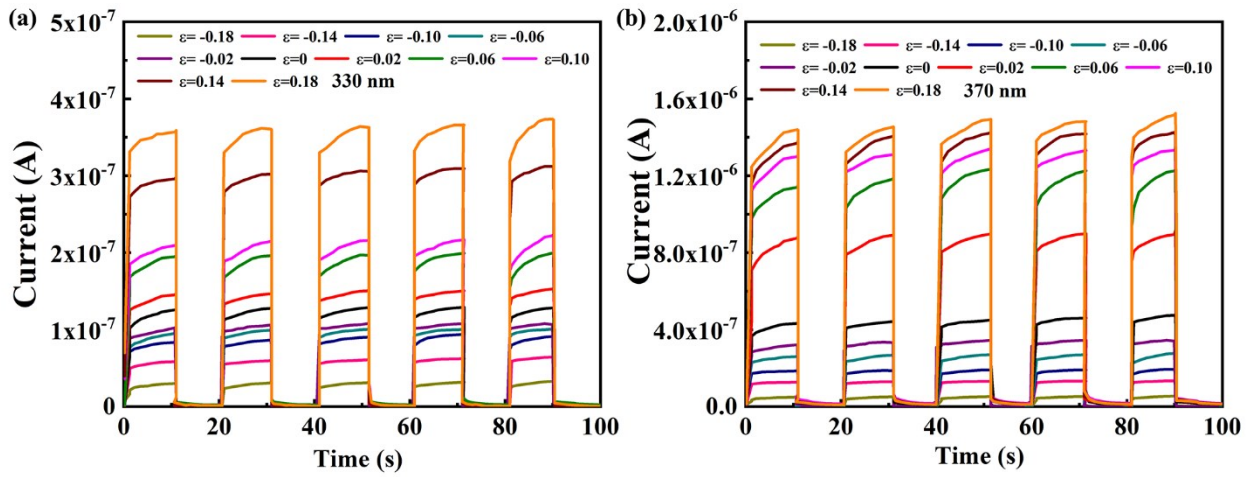 (a)
5x10⁻⁷
4x10⁻⁷
3x10⁻⁷
2x10⁻⁷
1x10⁻⁷
0
Current (A)
ε= -0.18 ε= -0.14 ε= -0.10 ε= -0.06
ε= -0.02 ε=0 ε=0.02 ε=0.06 ε=0.10
ε=0.14 ε=0.18 330 nm
0 20 40 60 80 100
Time (s)
(b)
2.0x10⁻⁶
1.6x10⁻⁶
1.2x10⁻⁶
8.0x10⁻⁷
4.0x10⁻⁷
0.0
Current (A)
ε= -0.18 ε= -0.14 ε= -0.10 ε= -0.06
ε= -0.02 ε=0 ε=0.02 ε=0.06 ε=0.10
ε=0.14 ε=0.18 370 nm
0 20 40 60 80 100
Time (s)